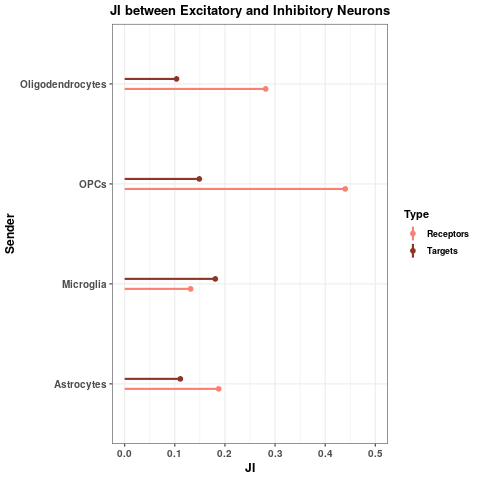 JI between Excitatory and Inhibitory Neurons
Sender
Oligodendrocytes
OPCs
Microglia
Astrocytes
0.0 0.1 0.2 0.3 0.4 0.5
JI
Type
Receptors
Targets